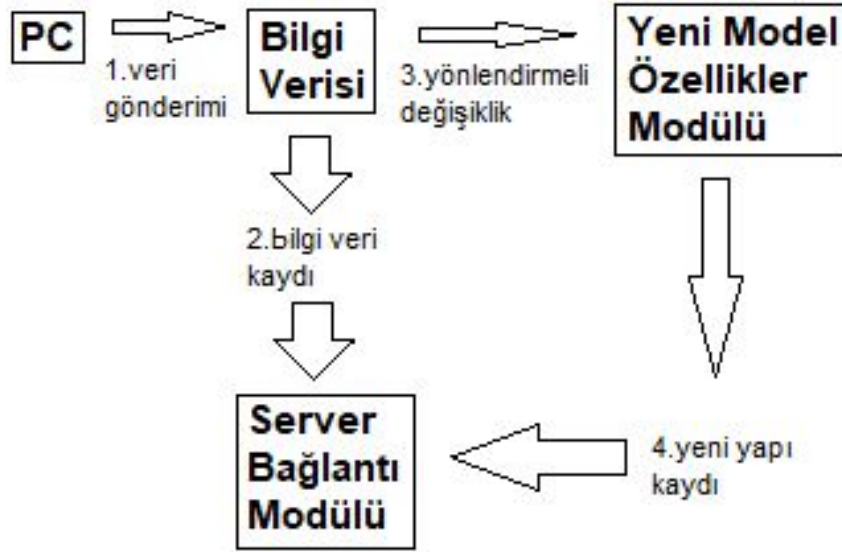 PC
1.veri
gönderimi
Bilgi
Verisi
3.yönlendirmeli
değişiklik
Yeni Model
Özellikler
Modülü
2.bilgi veri
kaydı
Server
Bağlantı
Modülü
4.yeni yapı
kaydı